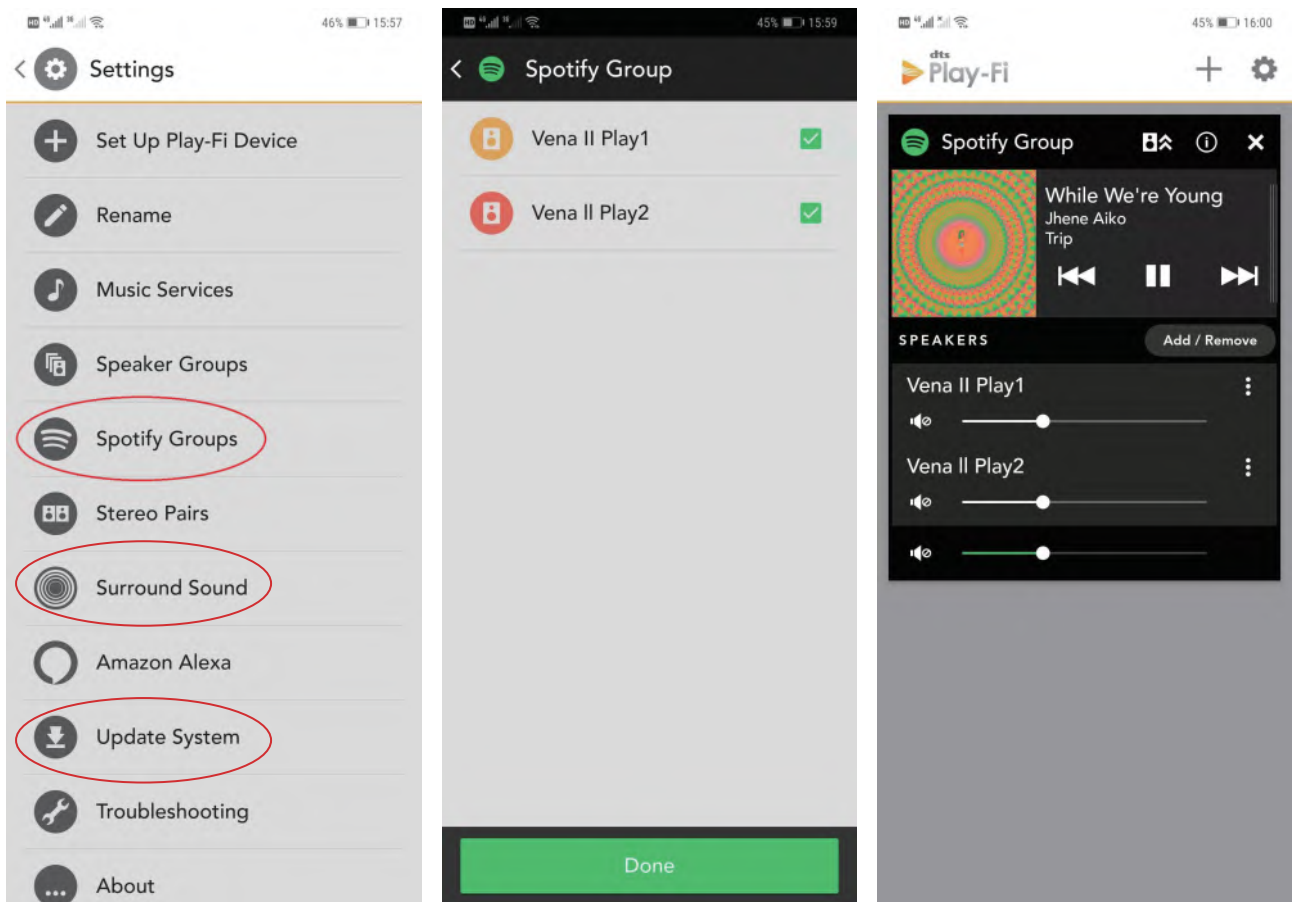 46% 15:57
Settings
Set Up Play-Fi Device
Rename
Music Services
Speaker Groups
Spotify Groups
Stereo Pairs
Surround Sound
Amazon Alexa
Update System
Troubleshooting
About
45% 15:59
Spotify Group
Vena II Play1
Vena ll Play2
Done
45% 16:00
dts
Play-Fi
Spotify Group
While We're Young
Jhene Aiko
Trip
SPEAKERS Add / Remove
Vena II Play1
Vena ll Play2